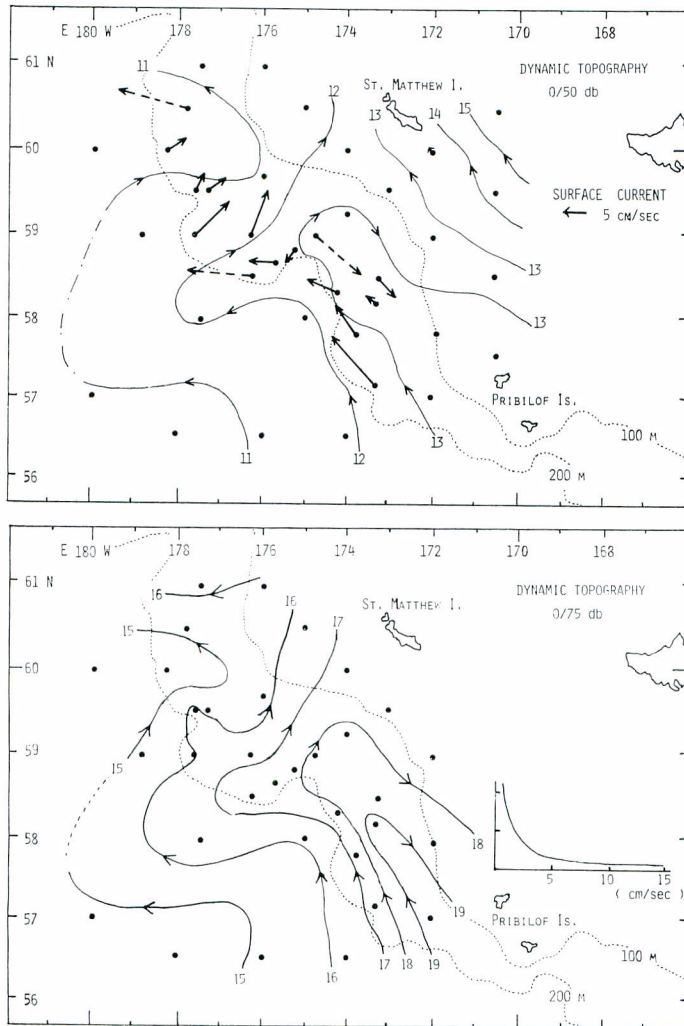 E 180 W 178 176 174 172 170 168
61 N
11
12
ST. MATTHEW I.
DYNAMIC TOPOGRAPHY
0/50 db
13 14 15
60
SURFACE CURRENT
5 CM/SEC
59
13
58
13
57
PRIBILOF IS.
11 12 13
100 M
200 M
56
E 180 W 178 176 174 172 170 168
61 N
16
16
17
ST. MATTHEW I.
DYNAMIC TOPOGRAPHY
0/75 db
15
60
59
15
58
18
5 10 15
( cm/sec )
57
19
PRIBILOF IS.
15 16 17 18 19
100 M
200 M
56